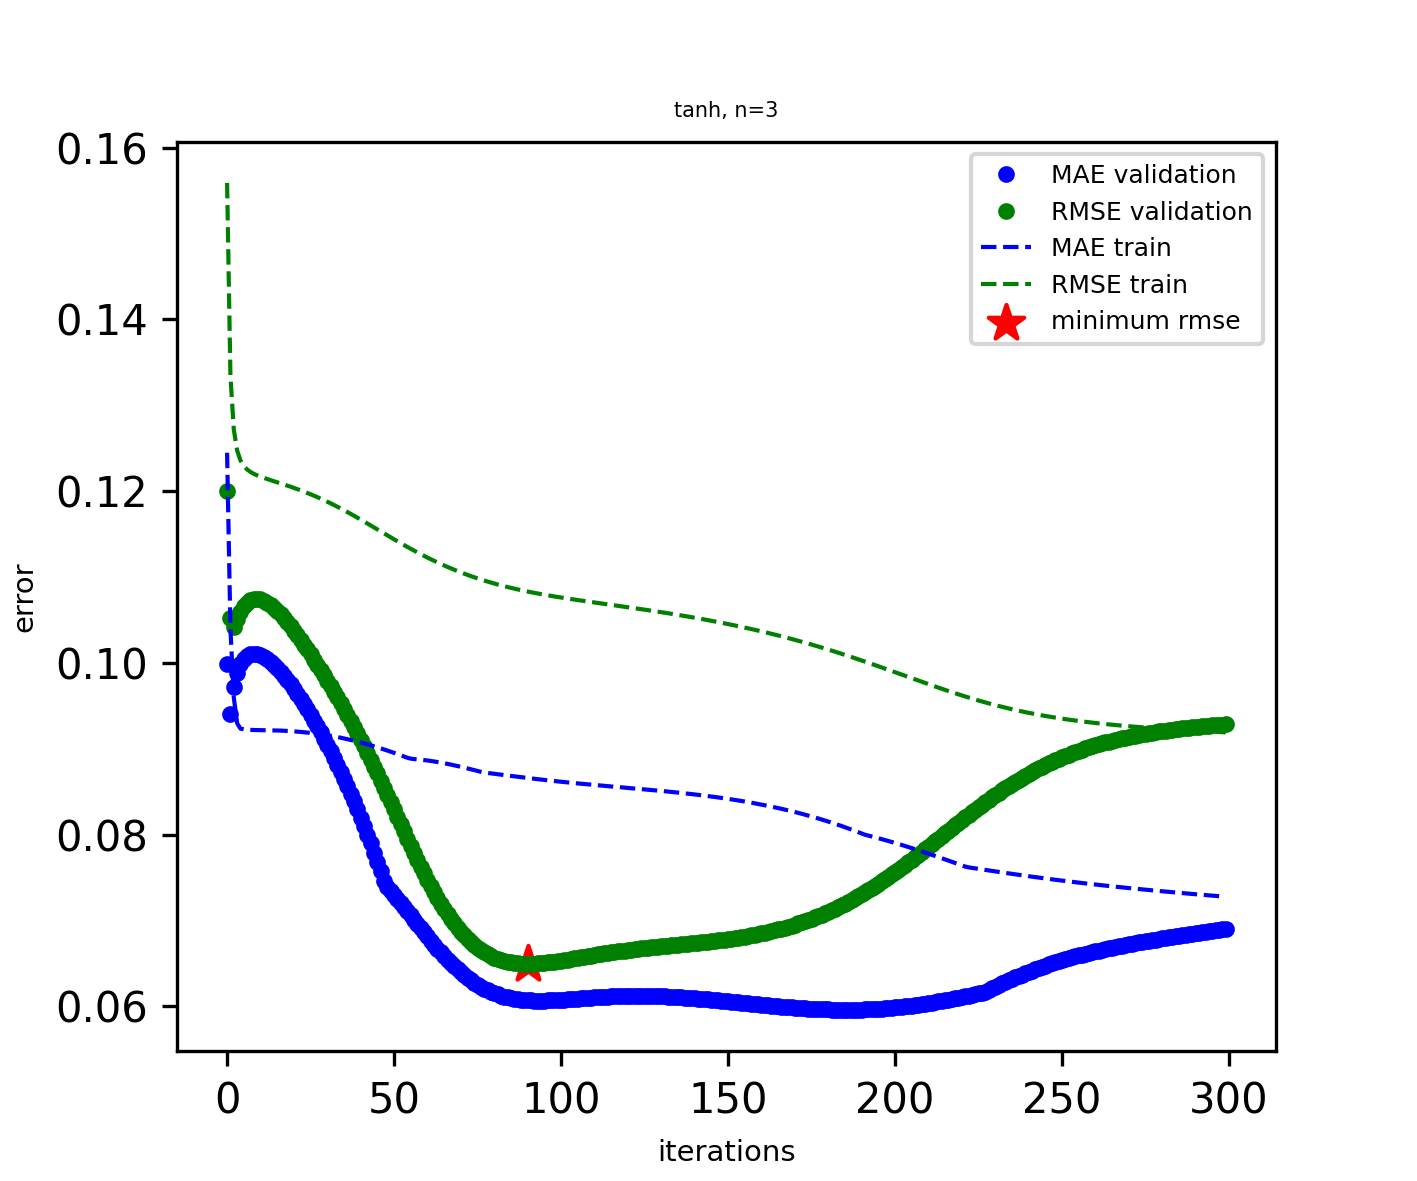 tanh, n=3
0.16
0.14
0.12
0.10
0.08
0.06
error
MAE validation
RMSE validation
MAE train
RMSE train
minimum rmse
0 50 100 150 200 250 300
iterations